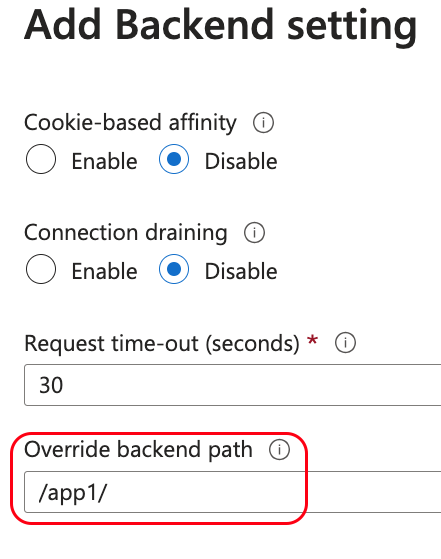 Add Backend setting
Cookie-based affinity
Enable Disable
Connection draining
Enable Disable
Request time-out (seconds) *
30
Override backend path
/app1/